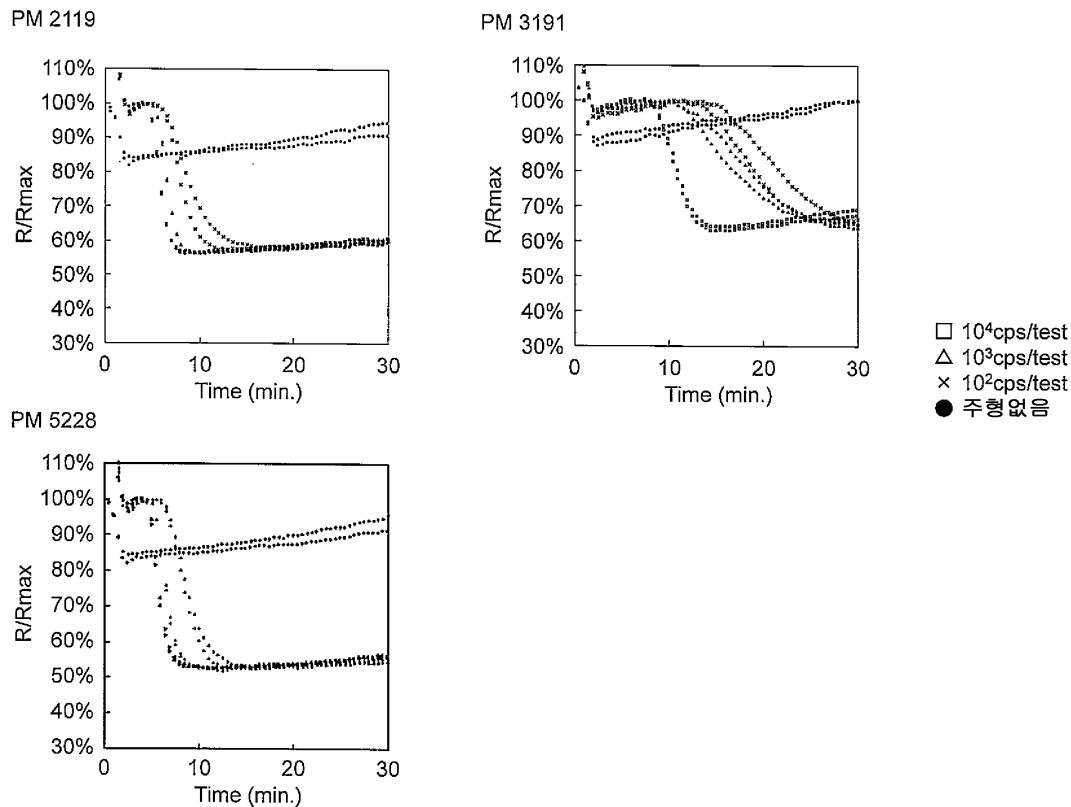 PM 2119
110%
100%
90%
80%
70%
60%
50%
40%
30%
R/Rmax
0 10 20 30
Time (min.)
PM 3191
110%
100%
90%
80%
70%
60%
50%
40%
30%
R/Rmax
0 10 20 30
Time (min.)
□ 10⁴cps/test
△ 10³cps/test
× 10²cps/test
● 주형없음
PM 5228
110%
100%
90%
80%
70%
60%
50%
40%
30%
R/Rmax
0 10 20 30
Time (min.)